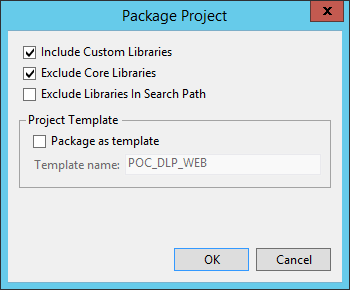 Package Project
x
Include Custom Libraries
Exclude Core Libraries
Exclude Libraries In Search Path
Project Template
Package as template
Template name: POC_DLP_WEB
OK Cancel